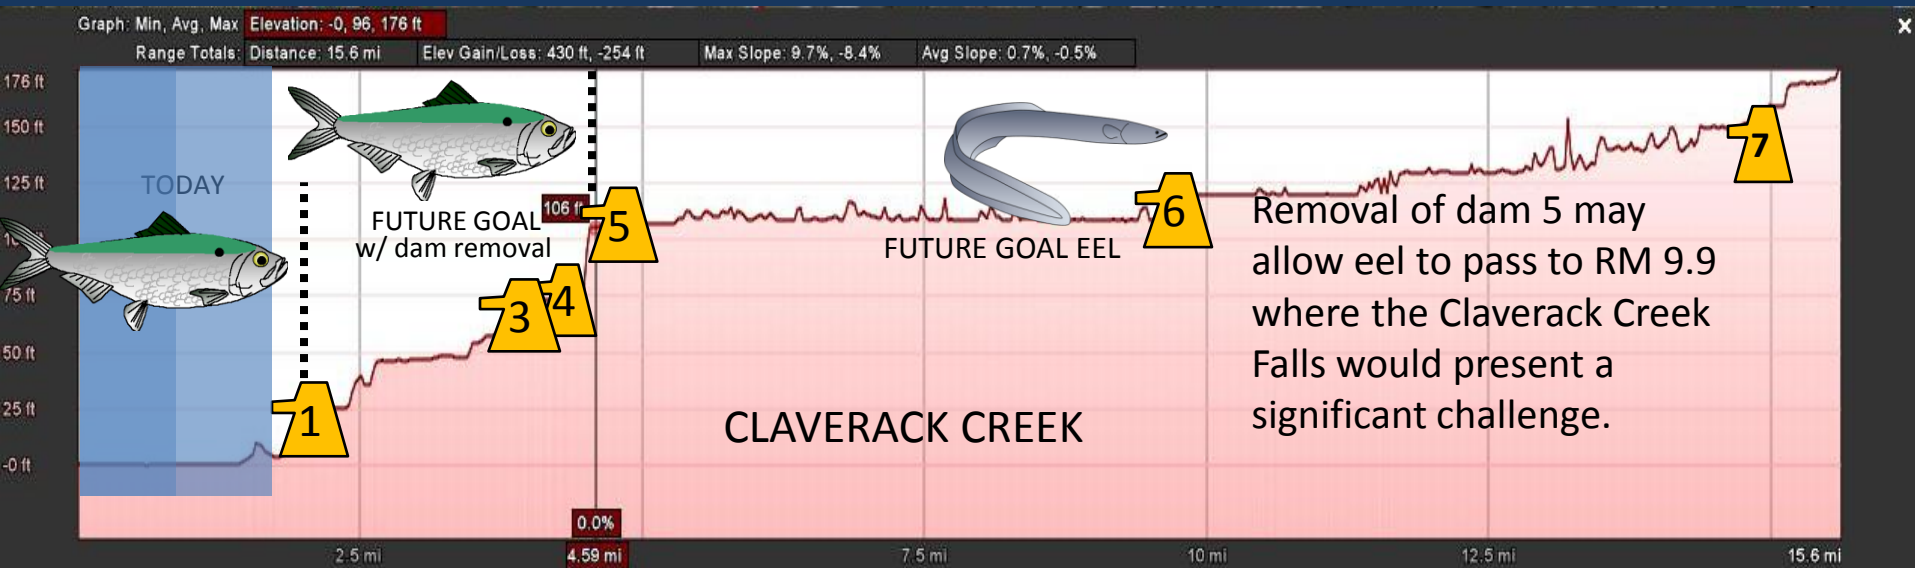 Graph: Min, Avg, Max Elevation: -0, 96, 176 ft
X
Range Totals: Distance: 15.6 mi Elev Gain/Loss: 430 ft, -254 ft Max Slope: 9.7%, -8.4% Avg Slope: 0.7%, -0.5%
176 ft
150 ft
125 ft
75 ft
50 ft
25 ft
-0 ft
TODAY
FUTURE GOAL
w/ dam removal
106 ft
FUTURE GOAL EEL
1
3
4
5
6
7
Removal of dam 5 may
allow eel to pass to RM 9.9
where the Claverack Creek
Falls would present a
significant challenge.
CLAVERACK CREEK
0.0%
2.5 mi
4.59 mi
7.5 mi
10 mi
12.5 mi
15.6 mi